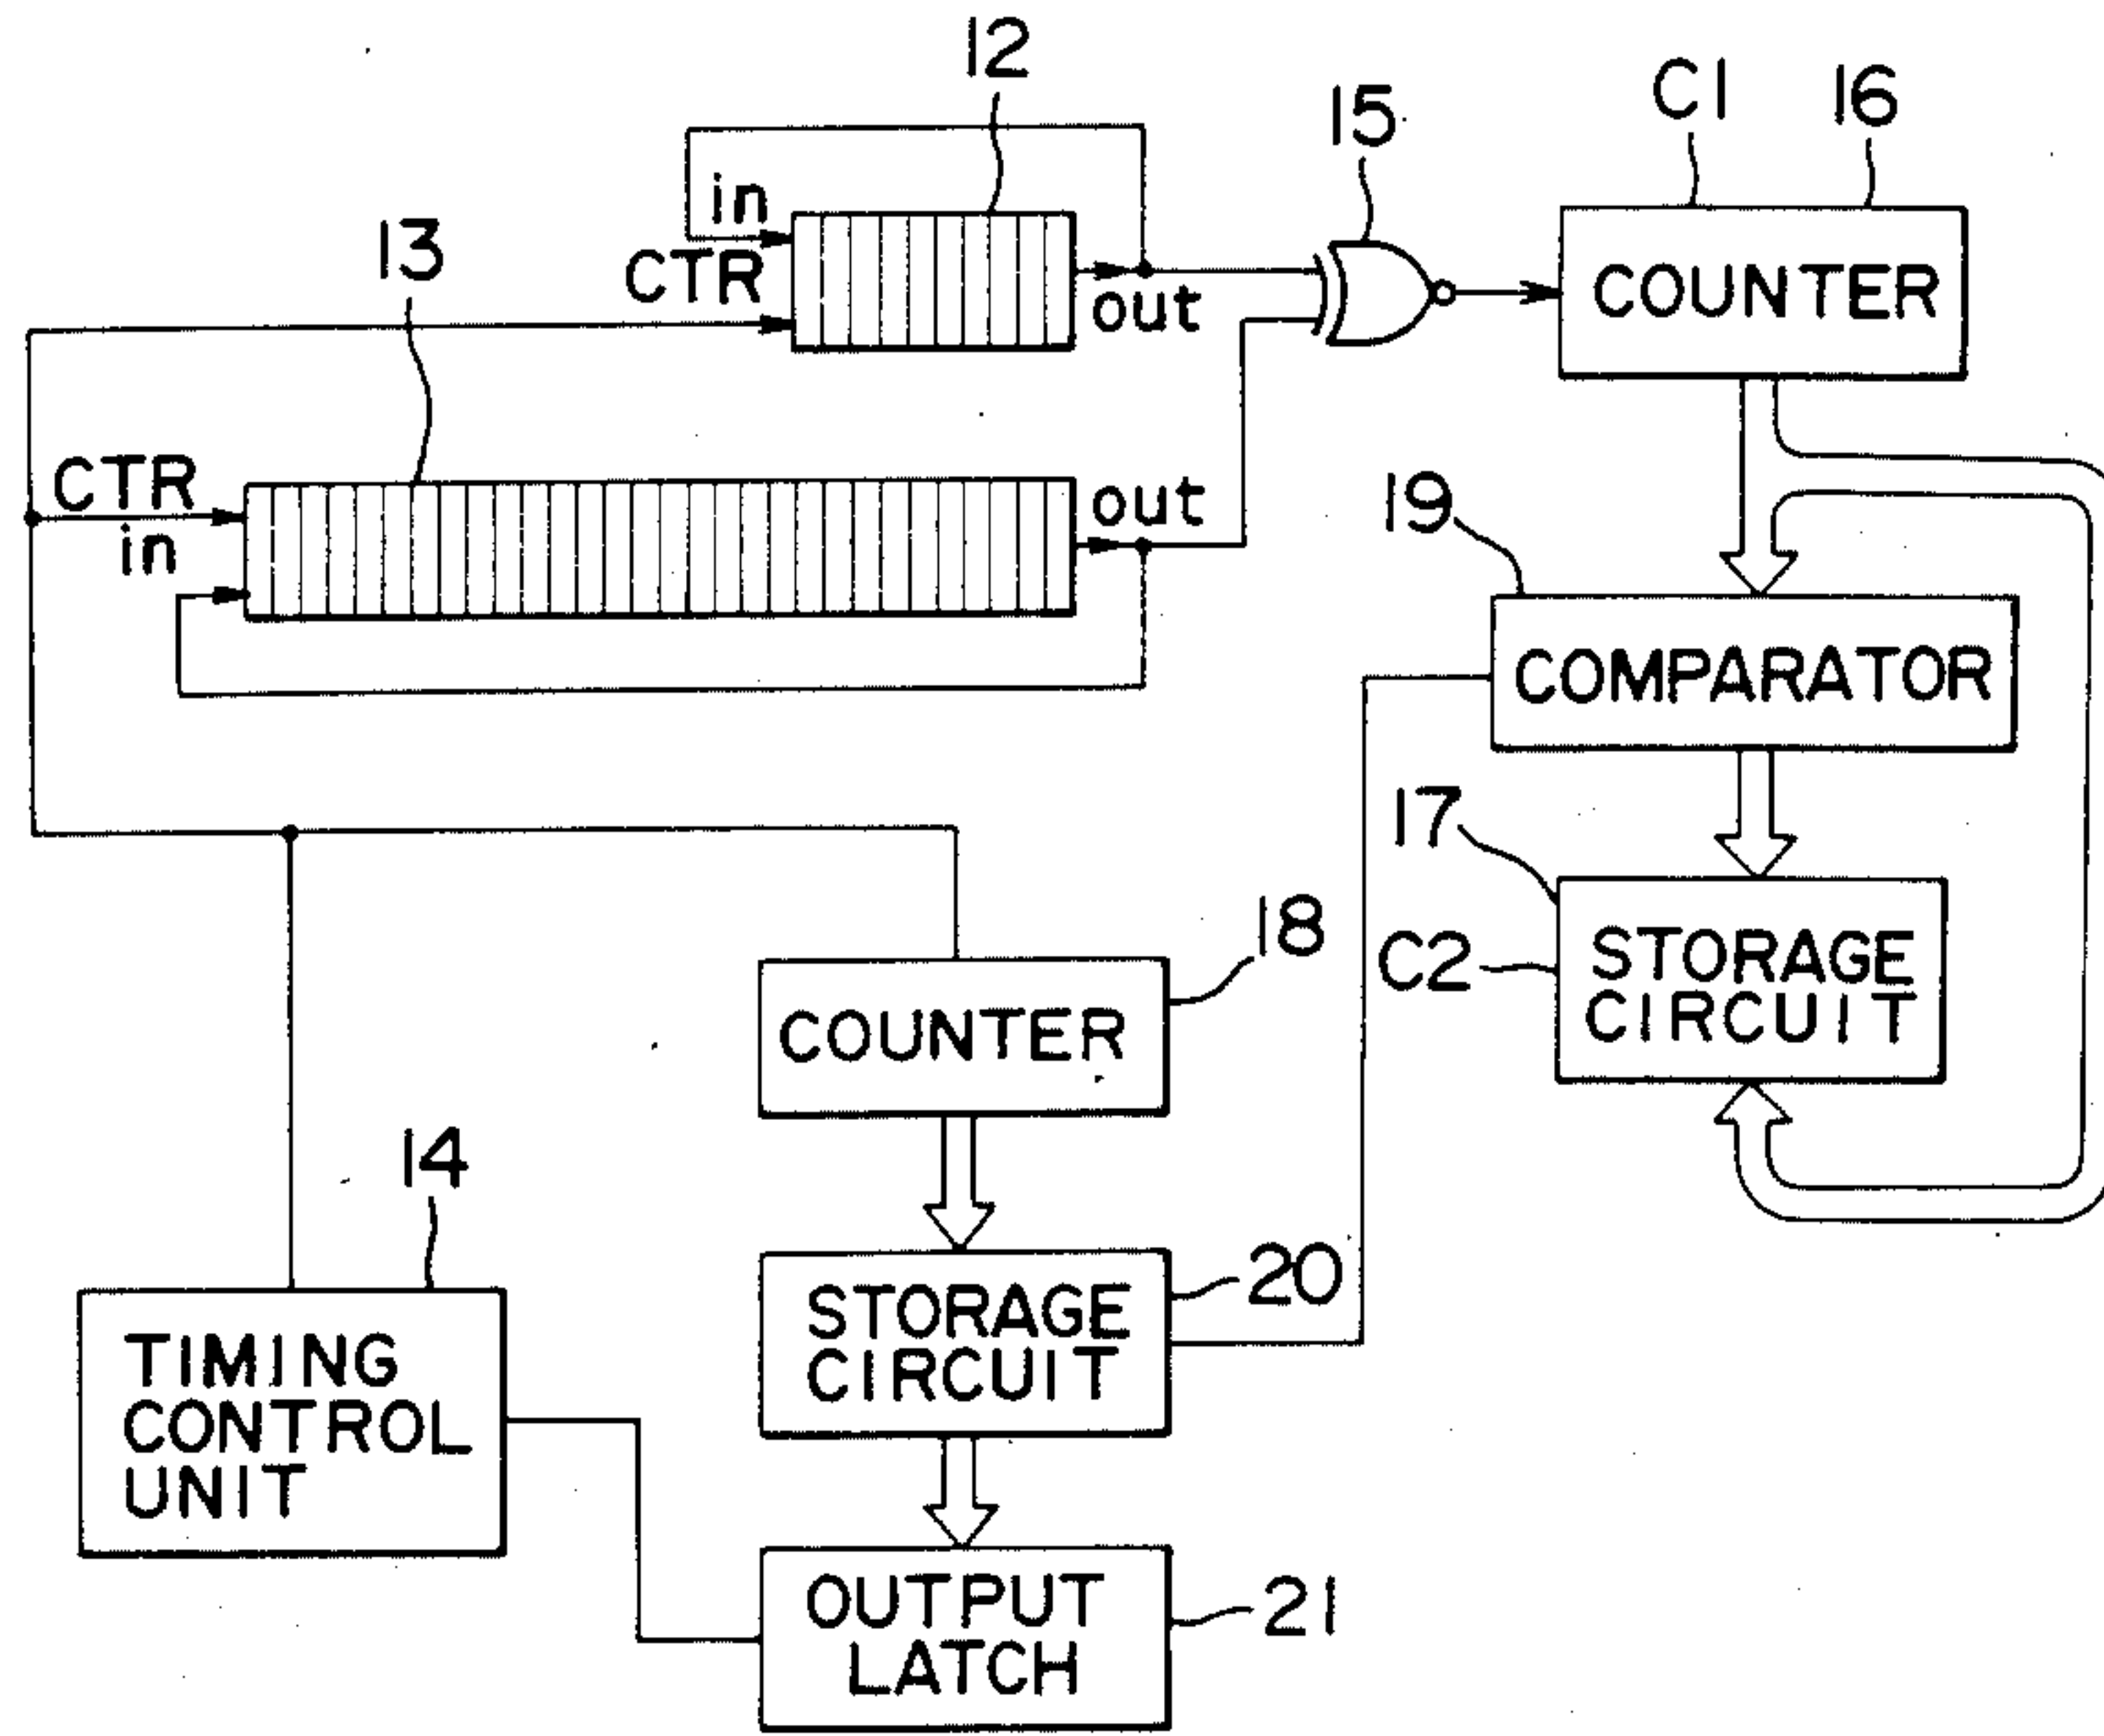 12
15
C1
16
13
in
CTR
out
COUNTER
CTR
in
out
19
COMPARATOR
17
C2
STORAGE
CIRCUIT
18
COUNTER
14
20
STORAGE
CIRCUIT
TIMING
CONTROL
UNIT
21
OUTPUT
LATCH